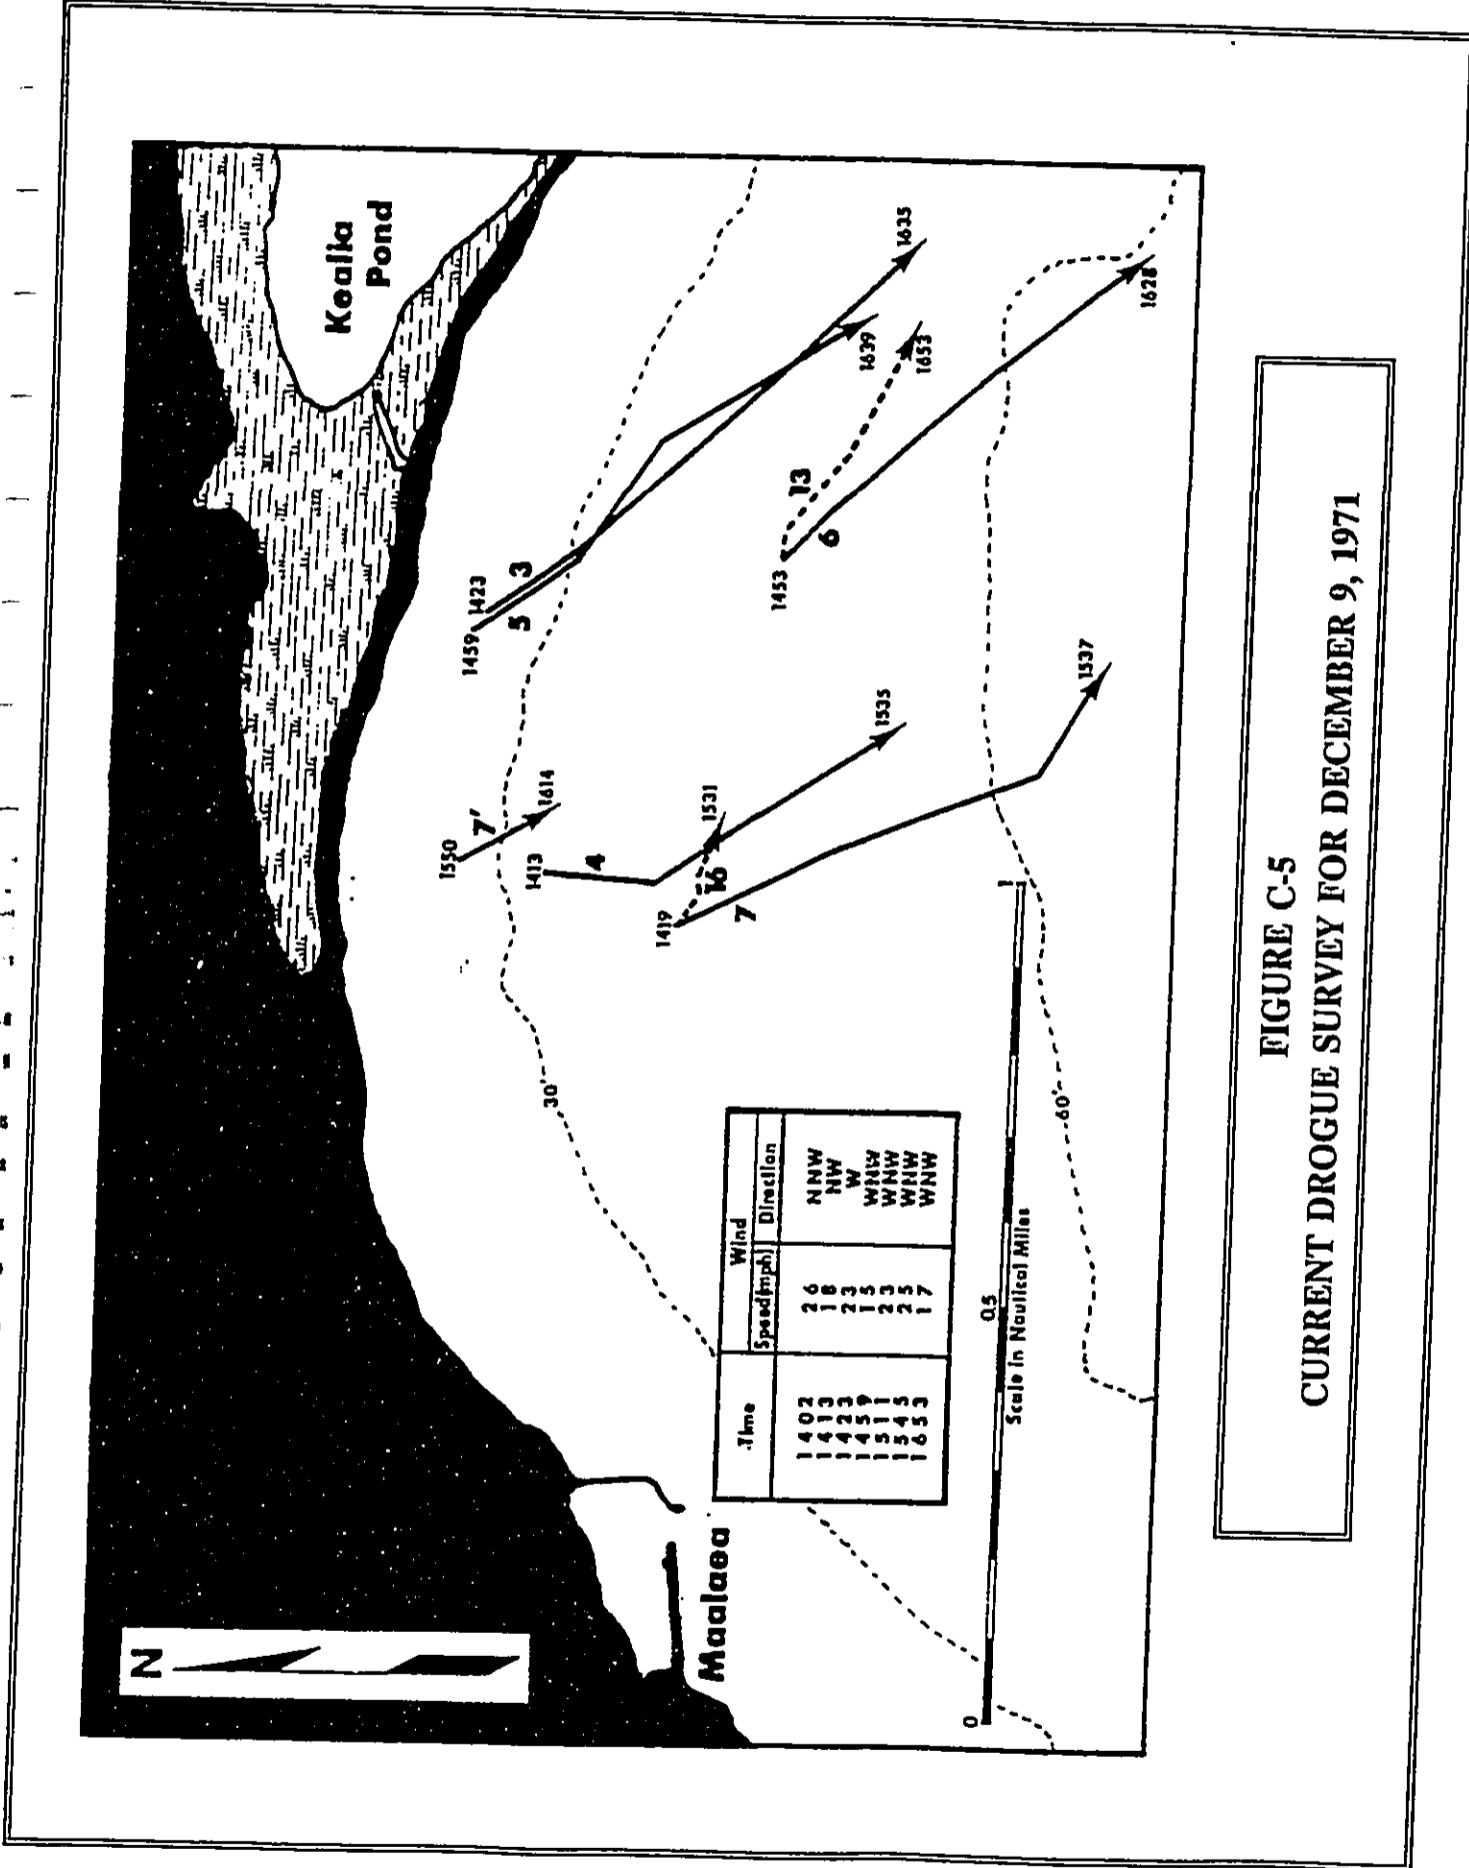 N
Kealia
Pond
1423
3
1459
5
1635
1639
1653
13
6
1453
1628
1550
7'
1614
1413
4
1531
16
1535
1419
7
1537
30'
60'
Maalaea
Time Wind
Speed(mph) Direction
1402 26 NNW
1413 18 NW
1423 23 W
1459 15 WNW
1511 23 WNW
1545 25 WNW
1653 17 WNW
0 0.5 1
Scale in Nautical Miles
FIGURE C-5
CURRENT DROGUE SURVEY FOR DECEMBER 9, 1971